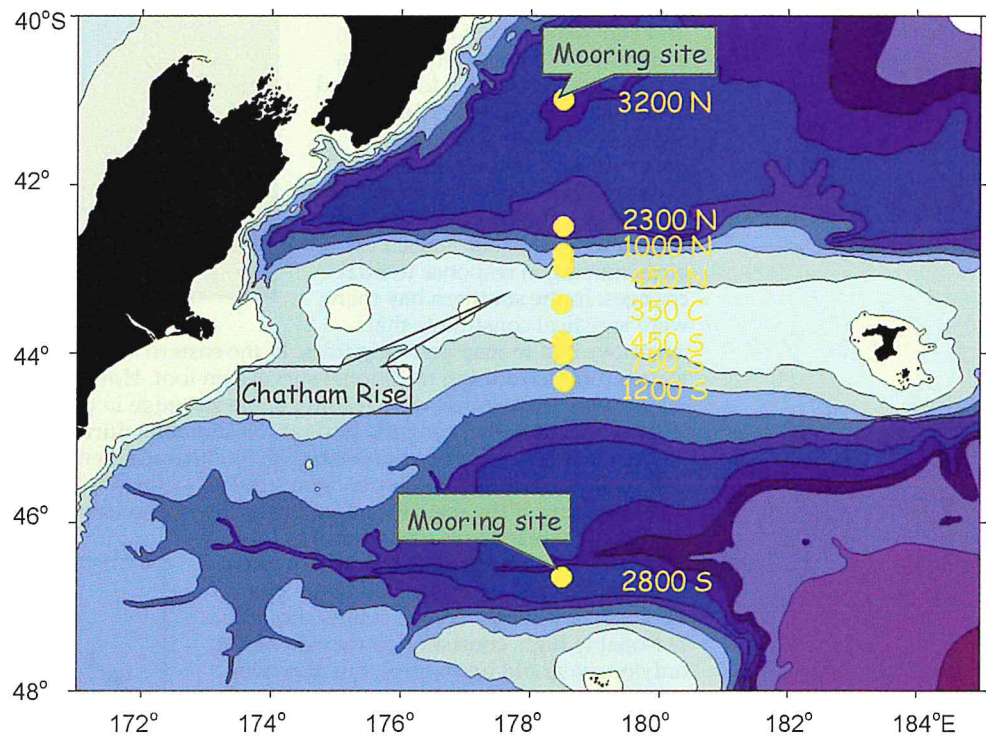 40°S
Mooring site
3200 N
42°
2300 N
1000 N
450 N
350 C
44°
450 S
750 S
Chatham Rise
1200 S
46°
Mooring site
2800 S
48°
172° 174° 176° 178° 180° 182° 184°E